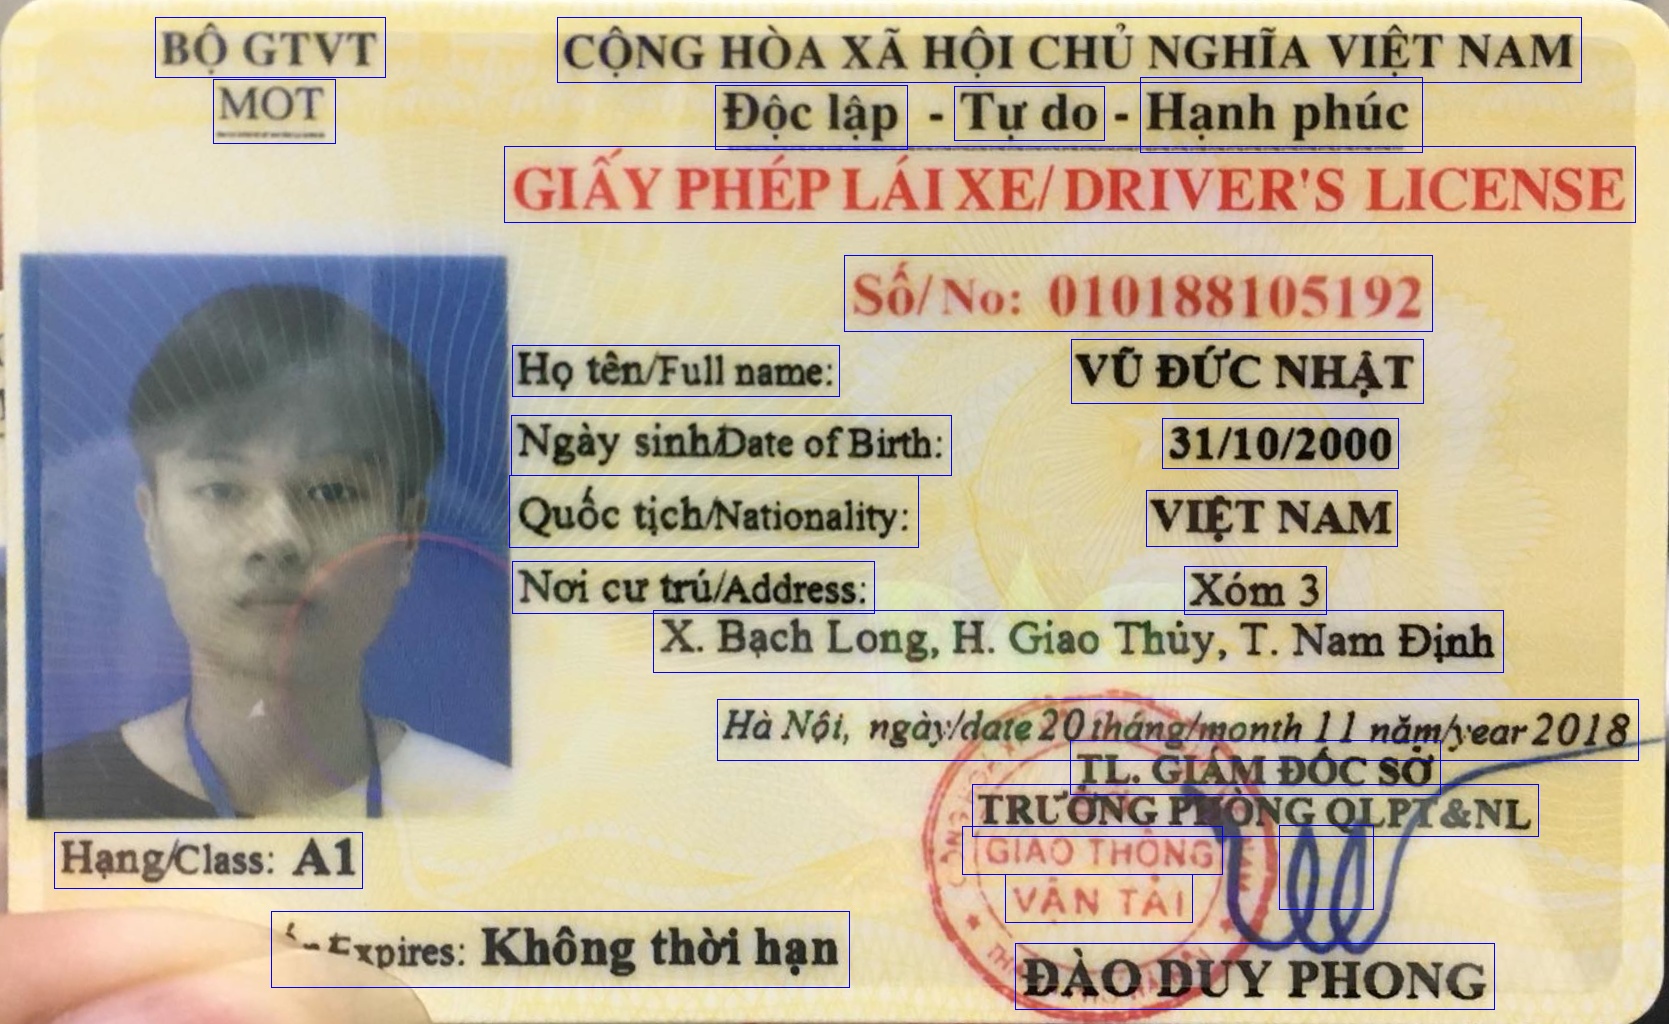 BỘ GTVT
MOT
CỘNG HÒA XÃ HỘI CHỦ NGHĨA VIỆT NAM
Độc lập - Tự do - Hạnh phúc
GIẤY PHÉP LÁI XE/ DRIVER'S LICENSE
Số/ No: 010188105192
Họ tên/Full name: VŨ ĐỨC NHẬT
Ngày sinh/Date of Birth: 31/10/2000
Quốc tịch/Nationality: VIỆT NAM
Nơi cư trú/Address: Xóm 3
X. Bạch Long, H. Giao Thủy, T. Nam Định
Hà Nội, ngày/date 20 tháng/month 11 năm/year 2018
TL. GIÁM ĐỐC SỞ
TRƯỞNG PHÒNG QLPT&NL
GIAO THÔNG
VẬN TẢI
Hạng/Class: A1
Expires: Không thời hạn
ĐÀO DUY PHONG